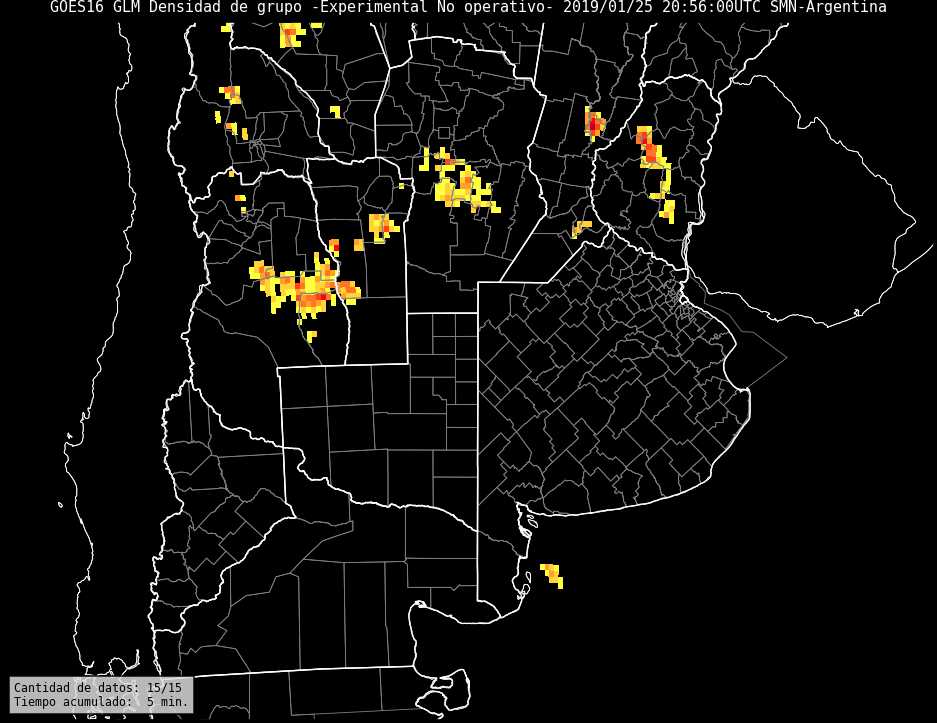 GOES16 GLM Densidad de grupo -Experimental No operativo- 2019/01/25 20:56:00UTC SMN-Argentina
Cantidad de datos: 15/15
Tiempo acumulado: 5 min.